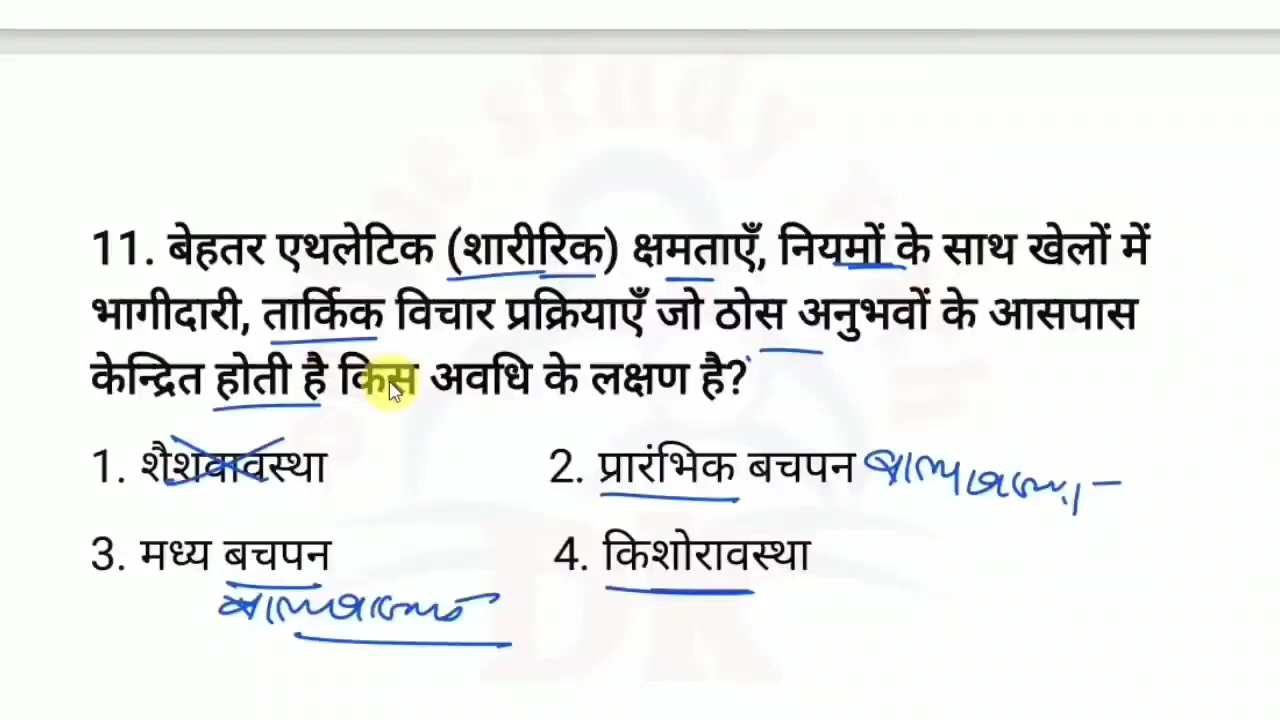 11. बेहतर एथलेटिक (शारीरिक) क्षमताएँ, नियमों के साथ खेलों में
भागीदारी, तार्किक विचार प्रक्रियाएँ जो ठोस अनुभवों के आसपास
केन्द्रित होती है किस अवधि के लक्षण है?
1. शैशवावस्था
2. प्रारंभिक बचपन
3. मध्य बचपन
4. किशोरावस्था